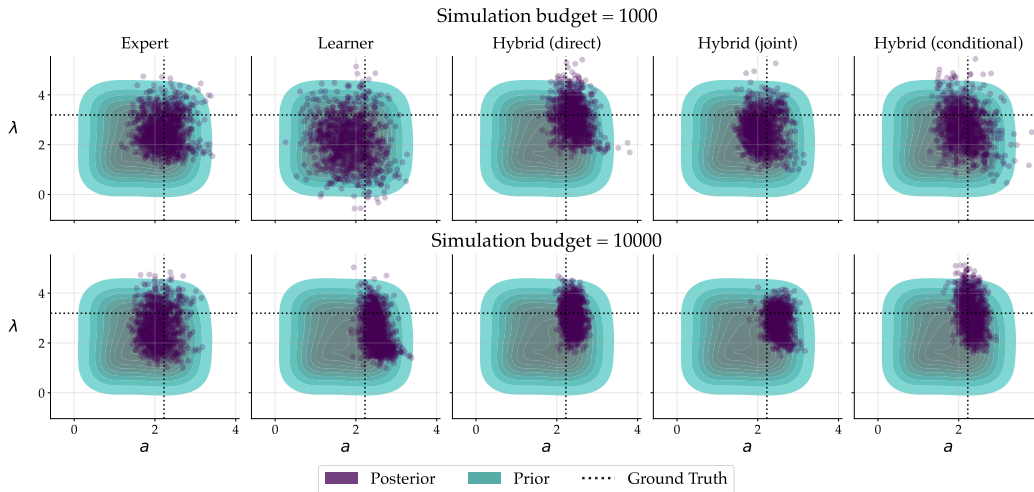 Simulation budget = 1000
Expert Learner Hybrid (direct) Hybrid (joint) Hybrid (conditional)
4
λ
2
0
Simulation budget = 10000
4
λ
2
0
0 2 4 0 2 4 0 2 4 0 2 4 0 2 4
a a a a a
Posterior Prior Ground Truth